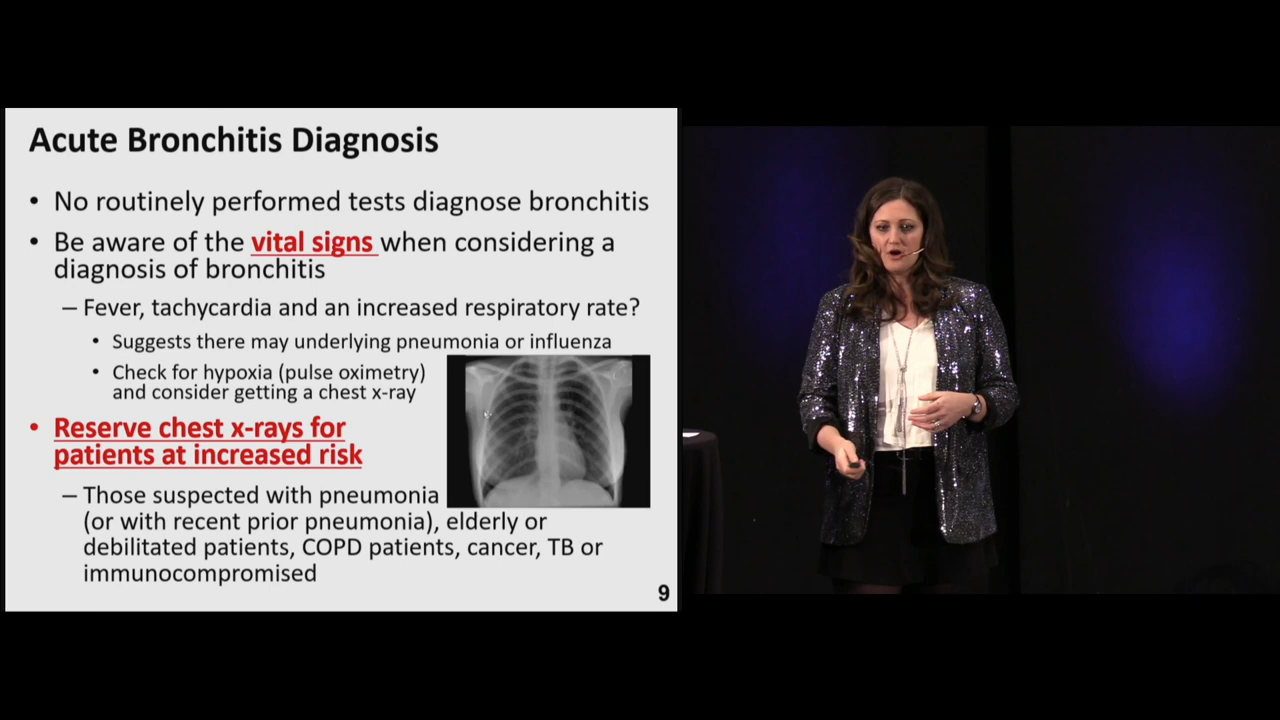 Acute Bronchitis Diagnosis
• No routinely performed tests diagnose bronchitis
• Be aware of the vital signs when considering a
diagnosis of bronchitis
– Fever, tachycardia and an increased respiratory rate?
• Suggests there may underlying pneumonia or influenza
• Check for hypoxia (pulse oximetry)
and consider getting a chest x-ray
• Reserve chest x-rays for
patients at increased risk
– Those suspected with pneumonia
(or with recent prior pneumonia), elderly or
debilitated patients, COPD patients, cancer, TB or
immunocompromised
9